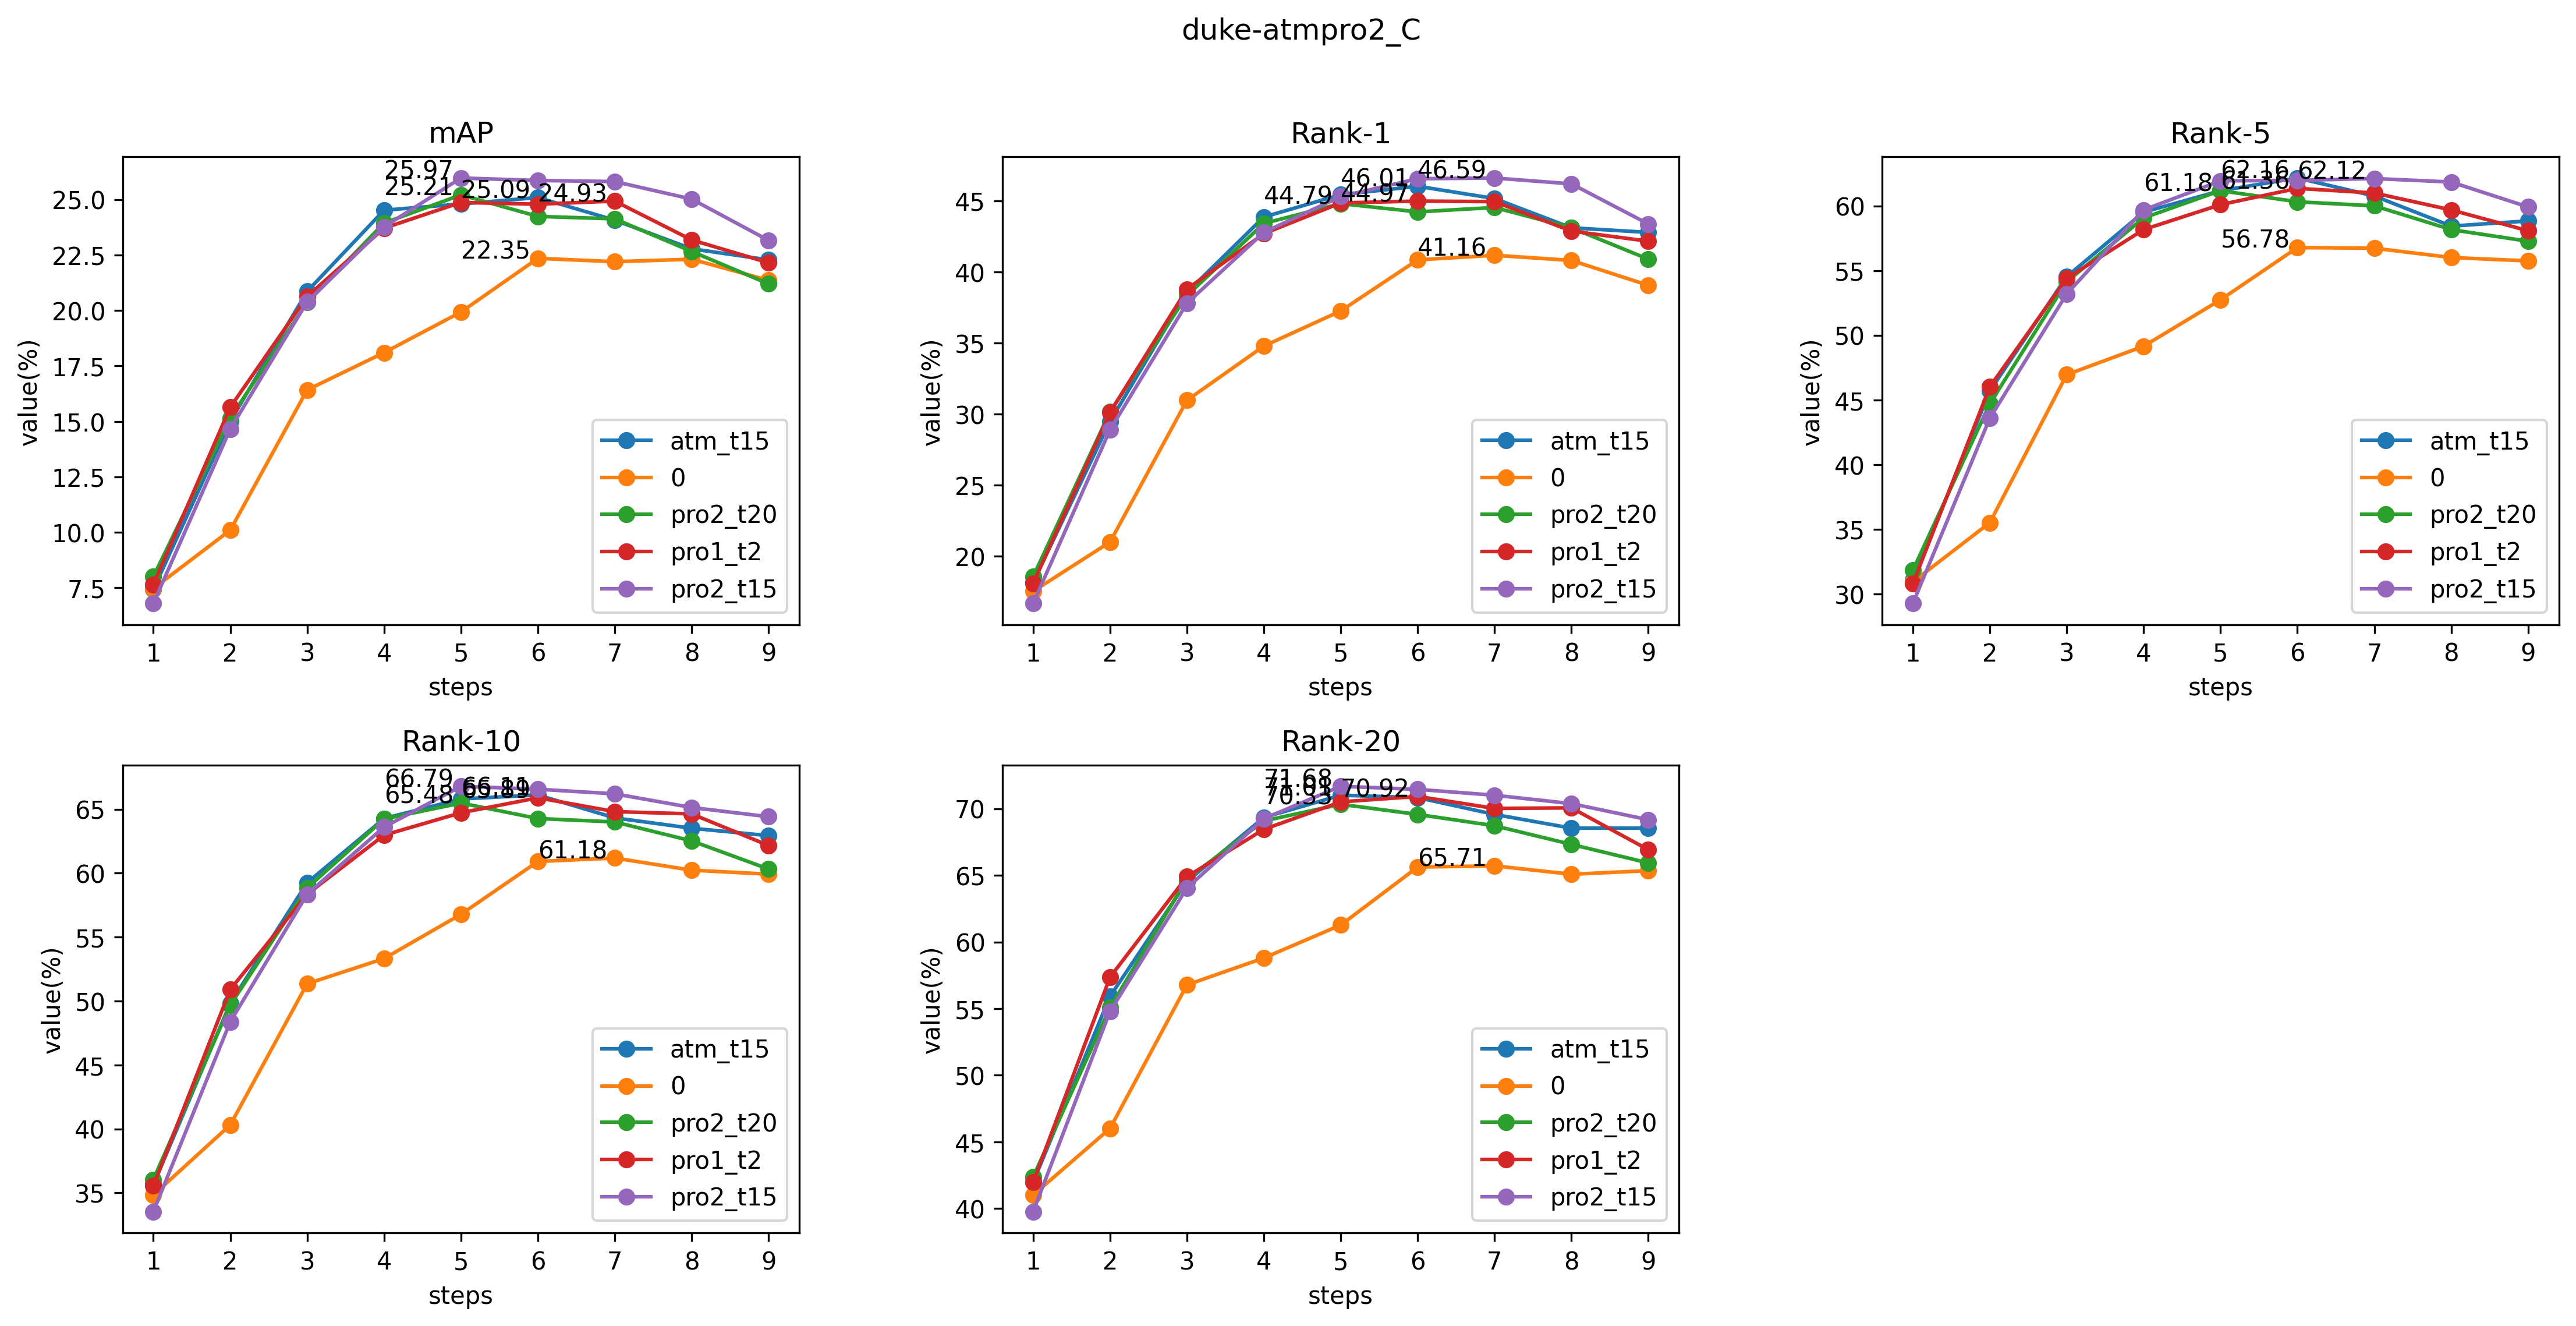 duke-atmpro2_C
mAP
25.97
25.21
25.09
24.93
22.35
25.0
22.5
20.0
17.5
15.0
12.5
10.0
7.5
value(%)
atm_t15
0
pro2_t20
pro1_t2
pro2_t15
1 2 3 4 5 6 7 8 9
steps
Rank-1
46.59
46.01
44.79
44.97
41.16
45
40
35
30
25
20
value(%)
atm_t15
0
pro2_t20
pro1_t2
pro2_t15
1 2 3 4 5 6 7 8 9
steps
Rank-5
62.16
62.12
61.18
61.36
56.78
60
55
50
45
40
35
30
value(%)
atm_t15
0
pro2_t20
pro1_t2
pro2_t15
1 2 3 4 5 6 7 8 9
steps
Rank-10
66.79
66.11
65.48
65.89
61.18
65
60
55
50
45
40
35
value(%)
atm_t15
0
pro2_t20
pro1_t2
pro2_t15
1 2 3 4 5 6 7 8 9
steps
Rank-20
71.68
70.92
65.71
70
65
60
55
50
45
40
value(%)
atm_t15
0
pro2_t20
pro1_t2
pro2_t15
1 2 3 4 5 6 7 8 9
steps